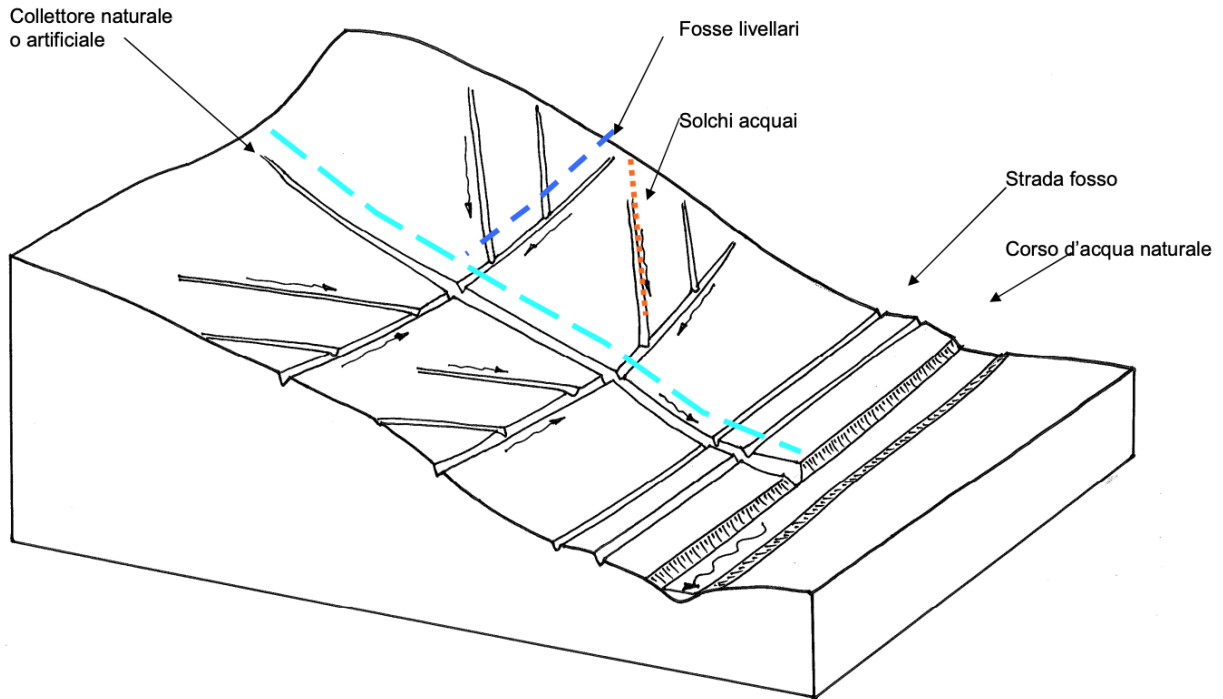 Collettore naturale
o artificiale
Fosse livellari
Solchi acquai
Strada fosso
Corso d'acqua naturale